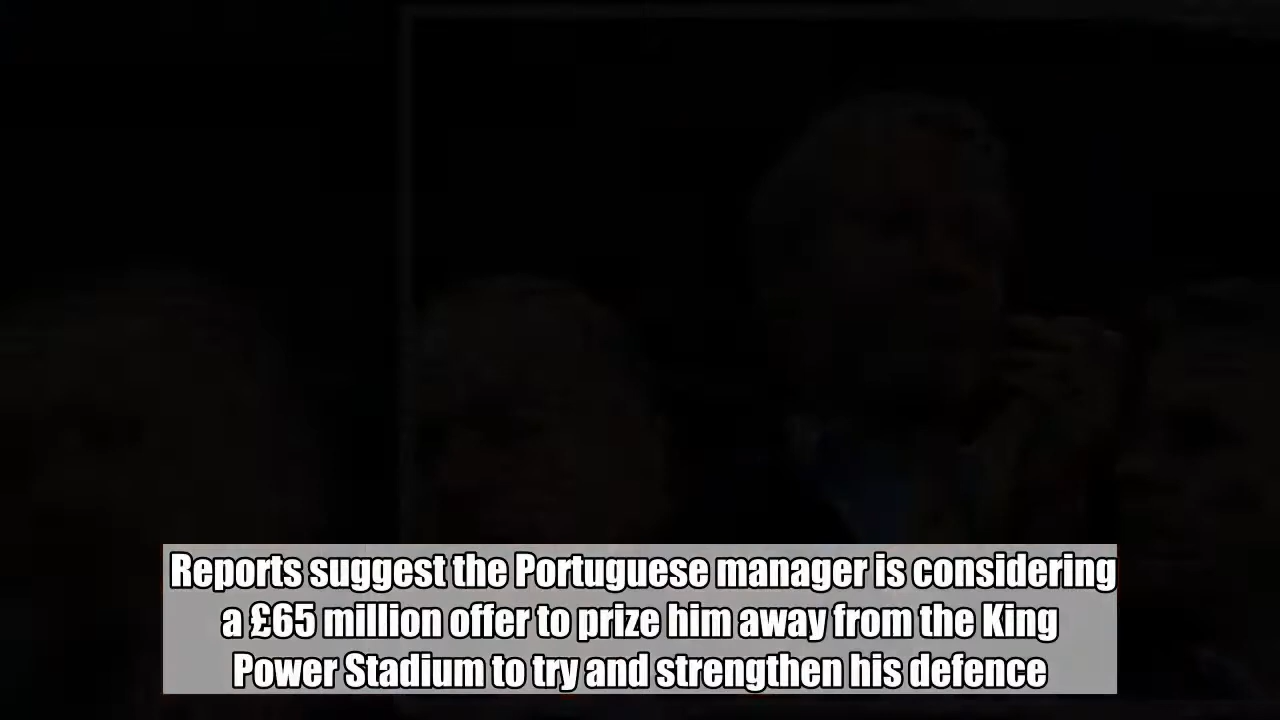 Reports suggest the Portuguese manager is considering
a £65 million offer to prize him away from the King
Power Stadium to try and strengthen his defence